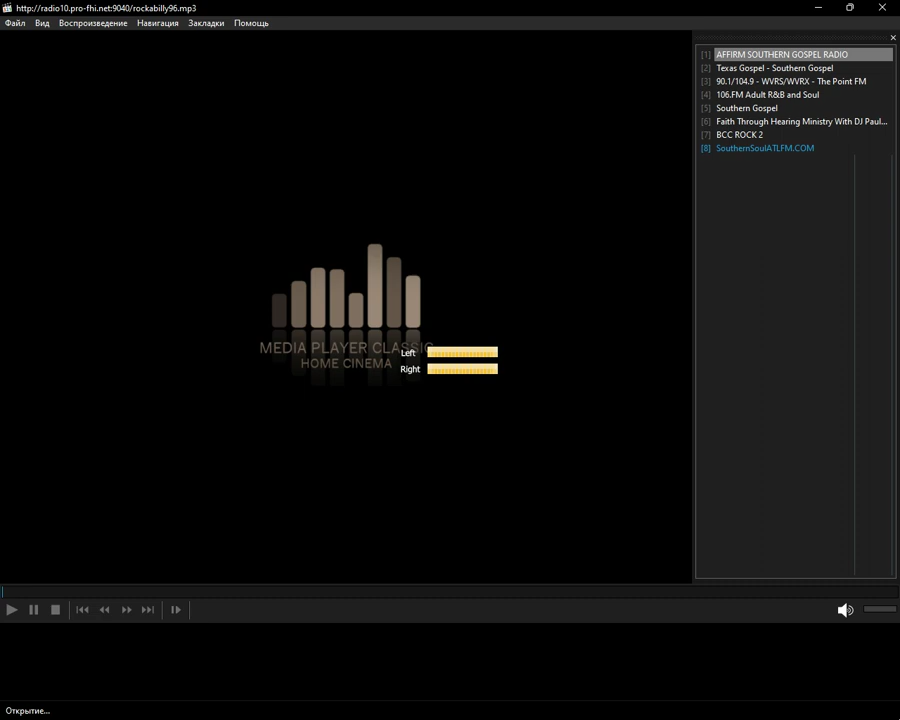 http://radio10.pro-fhi.net:9040/rockabilly96.mp3
Файл Вид Воспроизведение Навигация Закладки Помощь
[1] AFFIRM SOUTHERN GOSPEL RADIO
[2] Texas Gospel - Southern Gospel
[3] 90.1/104.9 - WVRS/WVRX - The Point FM
[4] 106.FM Adult R&B and Soul
[5] Southern Gospel
[6] Faith Through Hearing Ministry With DJ Paul...
[7] BCC ROCK 2
[8] SouthernSoulATLFM.COM
MEDIA PLAYER CLASSIC
HOME CINEMA
Left
Right
Открытие...